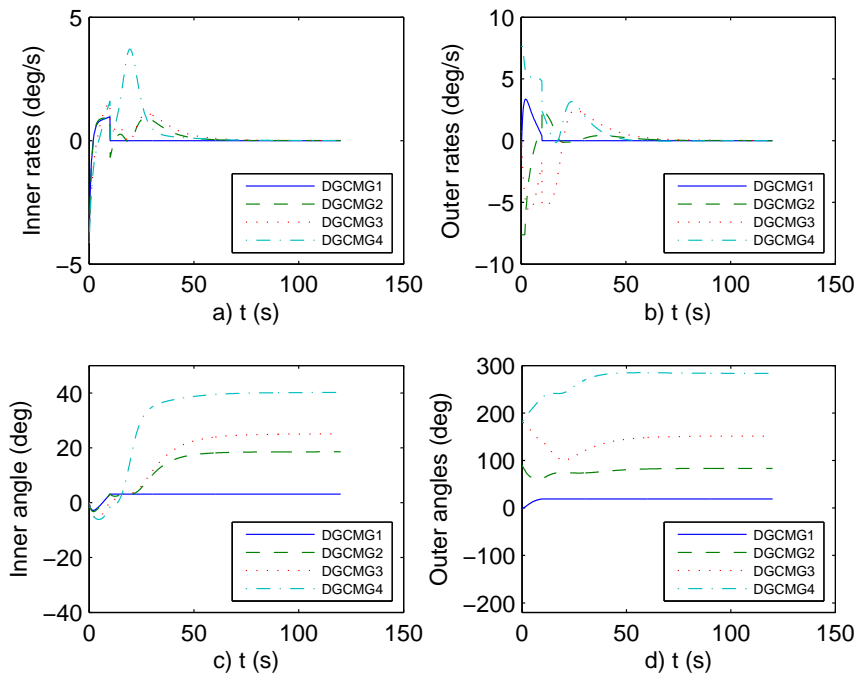 Inner rates (deg/s)
5
0
−5
0
50
100
150
a) t (s)
DGCMG1
DGCMG2
DGCMG3
DGCMG4
Outer rates (deg/s)
10
5
0
−5
−10
0
50
100
150
b) t (s)
DGCMG1
DGCMG2
DGCMG3
DGCMG4
Inner angle (deg)
40
20
0
−20
−40
0
50
100
150
c) t (s)
DGCMG1
DGCMG2
DGCMG3
DGCMG4
Outer angles (deg)
300
200
100
0
−100
−200
0
50
100
150
d) t (s)
DGCMG1
DGCMG2
DGCMG3
DGCMG4